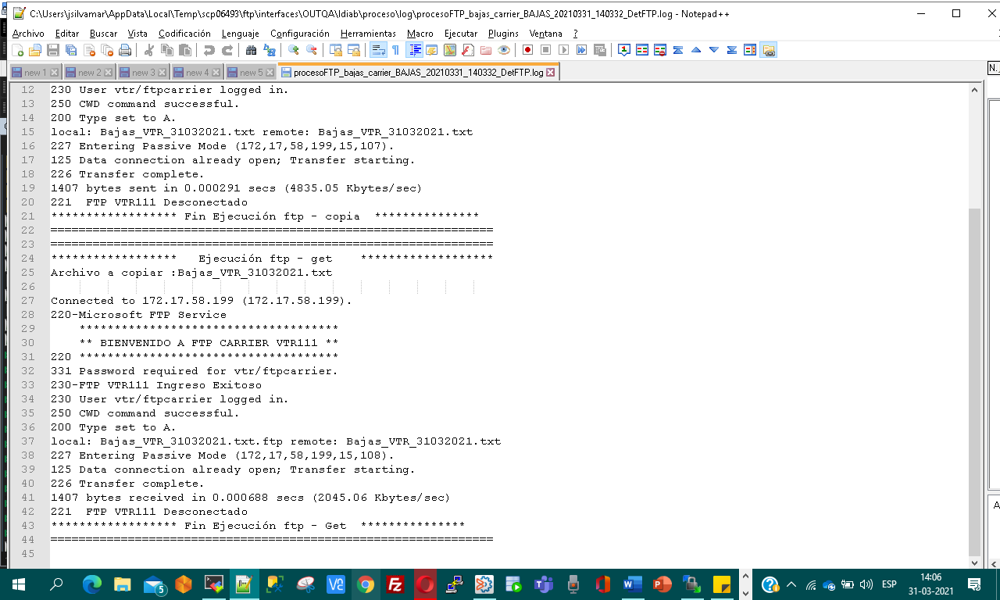 C:\Users\jsilvamar\AppData\Local\Temp\scp06493\ftp\interfaces\OUTQA\ldiab\proceso\log\procesoFTP_bajas_carrier_BAJAS_20210331_140332_DetFTP.log - Notepad++
Archivo Editar Buscar Vista Codificación Lenguaje Configuración Herramientas Macro Ejecutar Plugins Ventana ?
new 1 new 2 new 3 new 4 new 5 procesoFTP_bajas_carrier_BAJAS_20210331_140332_DetFTP.log
12 230 User vtr/ftpcarrier logged in.
13 250 CWD command successful.
14 200 Type set to A.
15 local: Bajas_VTR_31032021.txt remote: Bajas_VTR_31032021.txt
16 227 Entering Passive Mode (172,17,58,199,15,107).
17 125 Data connection already open; Transfer starting.
18 226 Transfer complete.
19 1407 bytes sent in 0.000291 secs (4835.05 Kbytes/sec)
20 221  FTP VTR111 Desconectado
21 ****************** Fin Ejecución ftp - copia  ***************
22 ===============================================================
23 ===============================================================
24 ******************   Ejecución ftp - get    *******************
25 Archivo a copiar :Bajas_VTR_31032021.txt
26
27 Connected to 172.17.58.199 (172.17.58.199).
28 220-Microsoft FTP Service
29     *************************************
30     ** BIENVENIDO A FTP CARRIER VTR111 **
31 220 *************************************
32 331 Password required for vtr/ftpcarrier.
33 230-FTP VTR111 Ingreso Exitoso
34 230 User vtr/ftpcarrier logged in.
35 250 CWD command successful.
36 200 Type set to A.
37 local: Bajas_VTR_31032021.txt.ftp remote: Bajas_VTR_31032021.txt
38 227 Entering Passive Mode (172,17,58,199,15,108).
39 125 Data connection already open; Transfer starting.
40 226 Transfer complete.
41 1407 bytes received in 0.000688 secs (2045.06 Kbytes/sec)
42 221  FTP VTR111 Desconectado
43 ****************** Fin Ejecución ftp - Get  ***************
44 ===============================================================
45
N.
A
5
ESP
14:06
31-03-2021